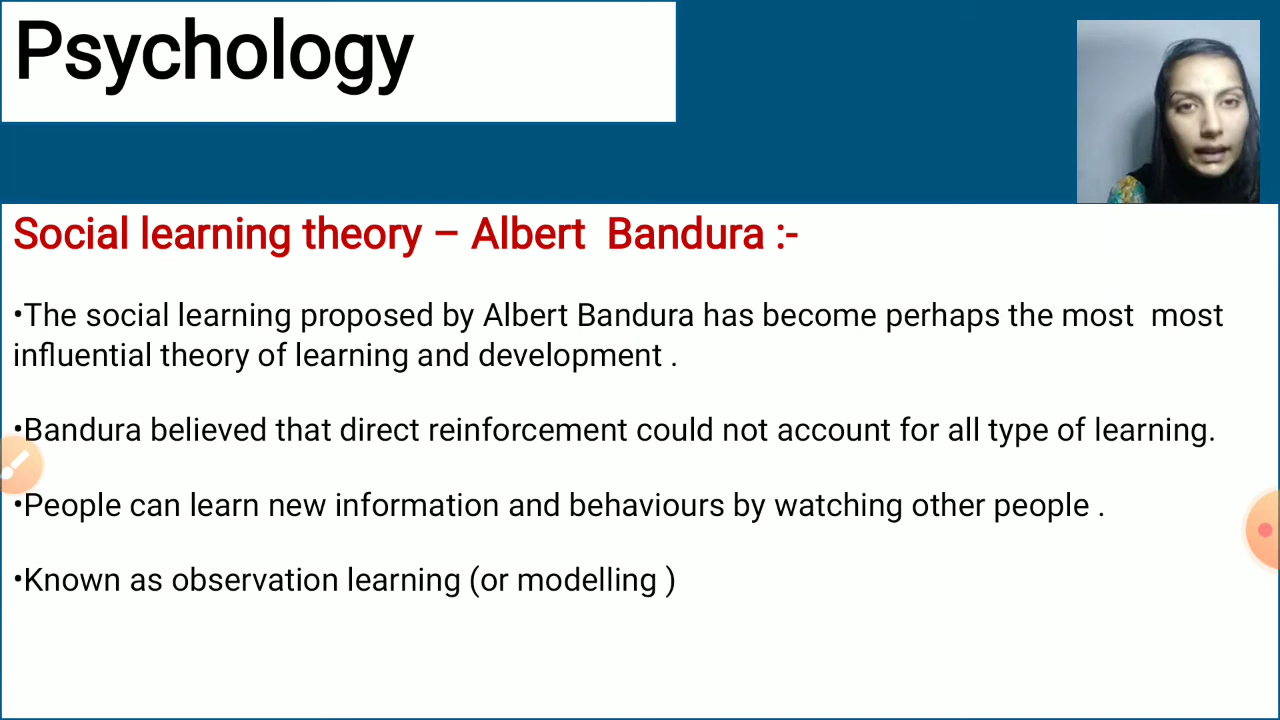 Psychology
Social learning theory – Albert  Bandura :-
•The social learning proposed by Albert Bandura has become perhaps the most  most
influential theory of learning and development .
•Bandura believed that direct reinforcement could not account for all type of learning.
•People can learn new information and behaviours by watching other people .
•Known as observation learning (or modelling )